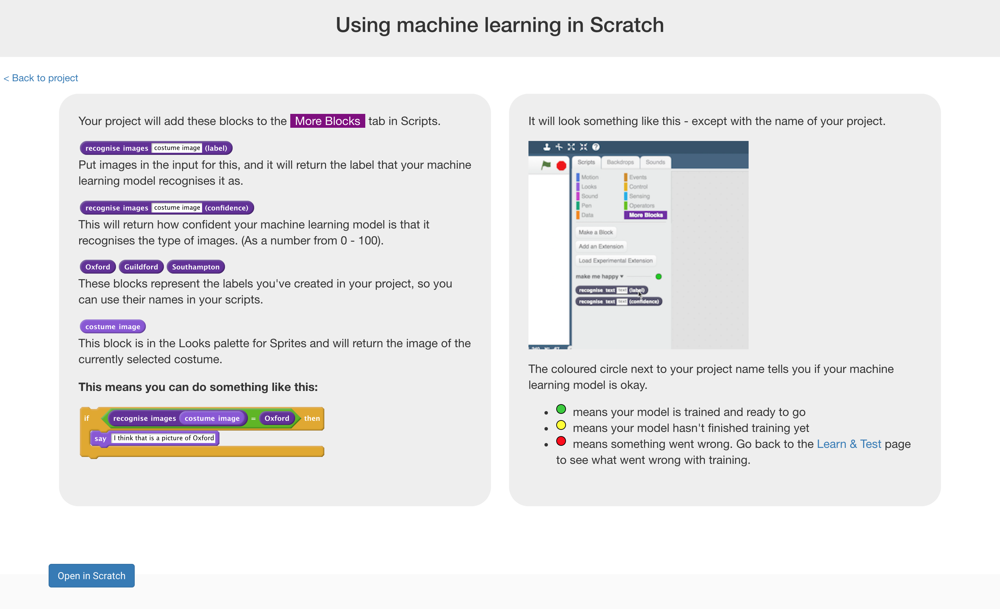 Using machine learning in Scratch
< Back to project
Your project will add these blocks to the More Blocks tab in Scripts.
recognise images costume image (label)
Put images in the input for this, and it will return the label that your machine
learning model recognises it as.
recognise images costume image (confidence)
This will return how confident your machine learning model is that it
recognises the type of images. (As a number from 0 - 100).
Oxford Guildford Southampton
These blocks represent the labels you've created in your project, so you
can use their names in your scripts.
costume image
This block is in the Looks palette for Sprites and will return the image of the
currently selected costume.
This means you can do something like this:
if recognise images costume image = Oxford then
say I think that is a picture of Oxford
It will look something like this - except with the name of your project.
Scripts Backdrops Sounds
Motion Events
Looks Control
Sound Sensing
Pen Operators
Data More Blocks
Make a Block
Add an Extension
Load Experimental Extension
make me happy
recognise text text (label)
recognise text text (confidence)
The coloured circle next to your project name tells you if your machine
learning model is okay.
means your model is trained and ready to go
means your model hasn't finished training yet
means something went wrong. Go back to the Learn & Test page
to see what went wrong with training.
Open in Scratch